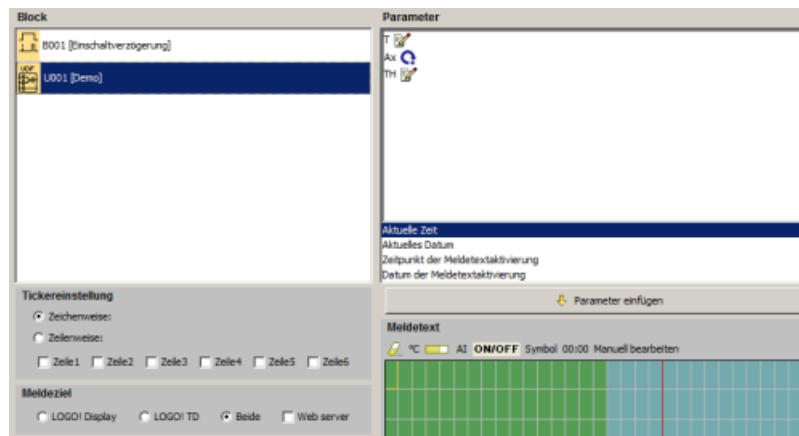 Block
B001 [Einschaltverzögerung]
UDF
U001 [Demo]
Parameter
T
Ax
TH
Aktuelle Zeit
Aktuelles Datum
Zeitpunkt der Meldetextaktivierung
Datum der Meldetextaktivierung
Parameter einfügen
Tickereinstellung
Zeichenweise:
Zeilenweise:
Zeile1 Zeile2 Zeile3 Zeile4 Zeile5 Zeile6
Meldeziel
LOGO! Display LOGO! TD Beide Web server
Meldetext
°C AI ON/OFF Symbol 00:00 Manuell bearbeiten